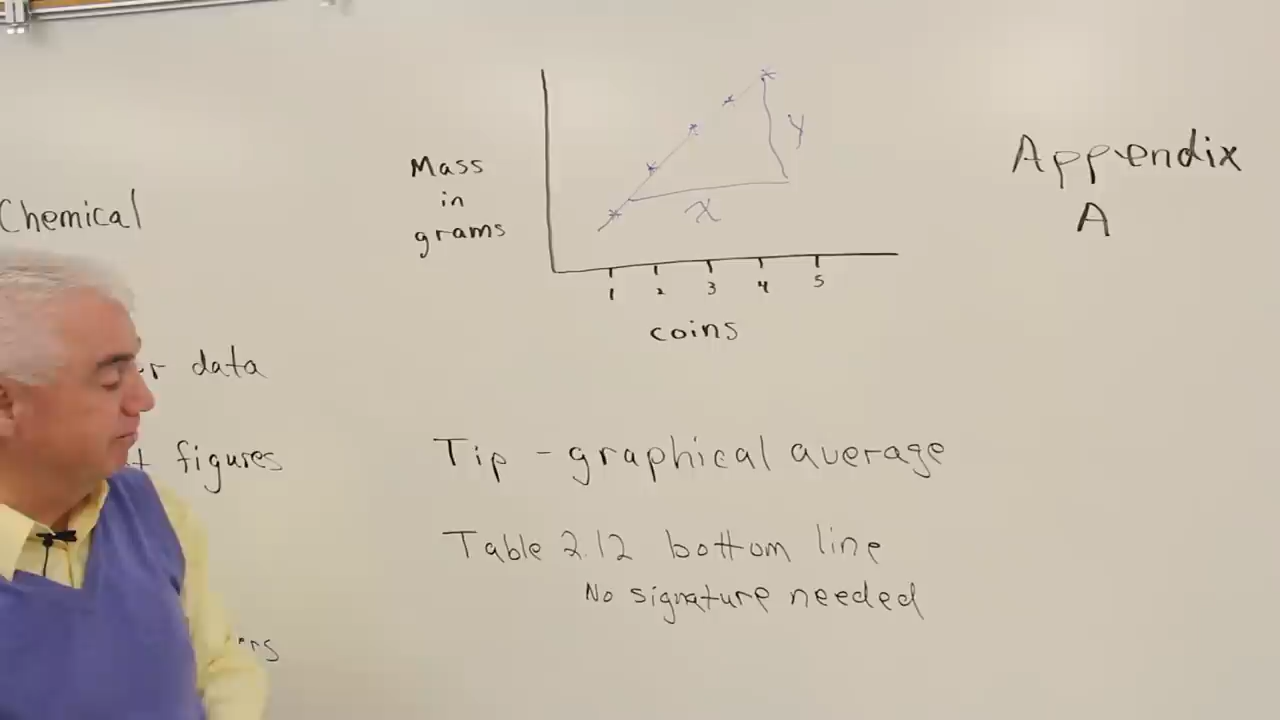 Chemical
data
figures
Mass
in
grams
y
x
1 2 3 4 5
coins
Tip - graphical average
Table 2.12 bottom line
No signature needed
Appendix
A